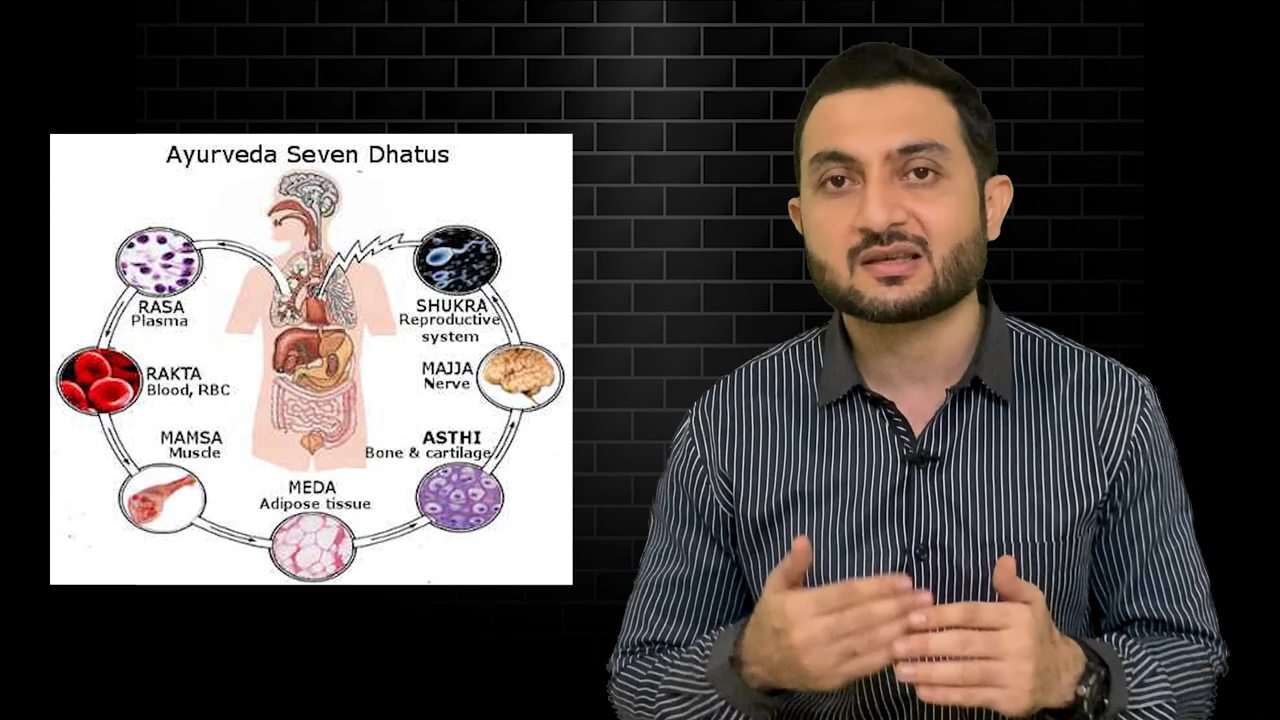 Ayurveda Seven Dhatus
RASA
Plasma
SHUKRA
Reproductive
system
RAKTA
Blood, RBC
MAJJA
Nerve
MAMSA
Muscle
ASTHI
Bone & cartilage
MEDA
Adipose tissue